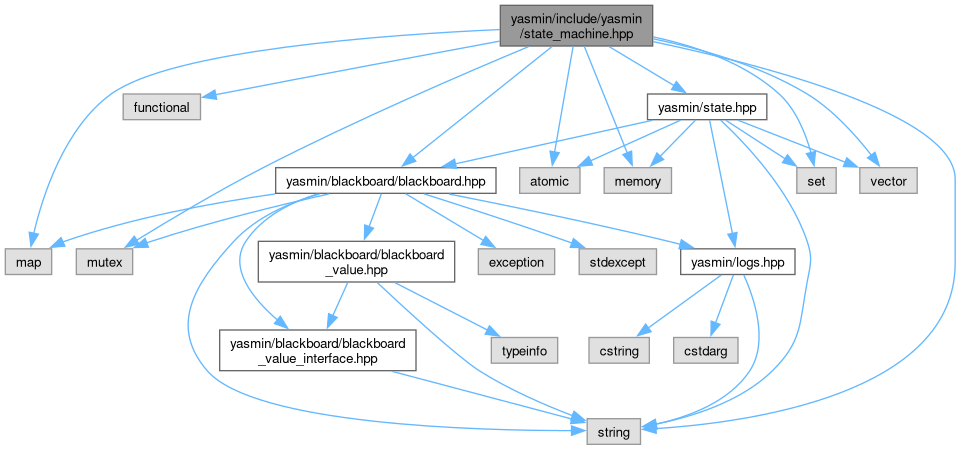 yasmin/include/yasmin
/state_machine.hpp
functional
yasmin/state.hpp
yasmin/blackboard/blackboard.hpp
atomic
memory
set
vector
map
mutex
yasmin/blackboard/blackboard
_value.hpp
exception
stdexcept
yasmin/logs.hpp
yasmin/blackboard/blackboard
_value_interface.hpp
typeinfo
cstring
cstdarg
string